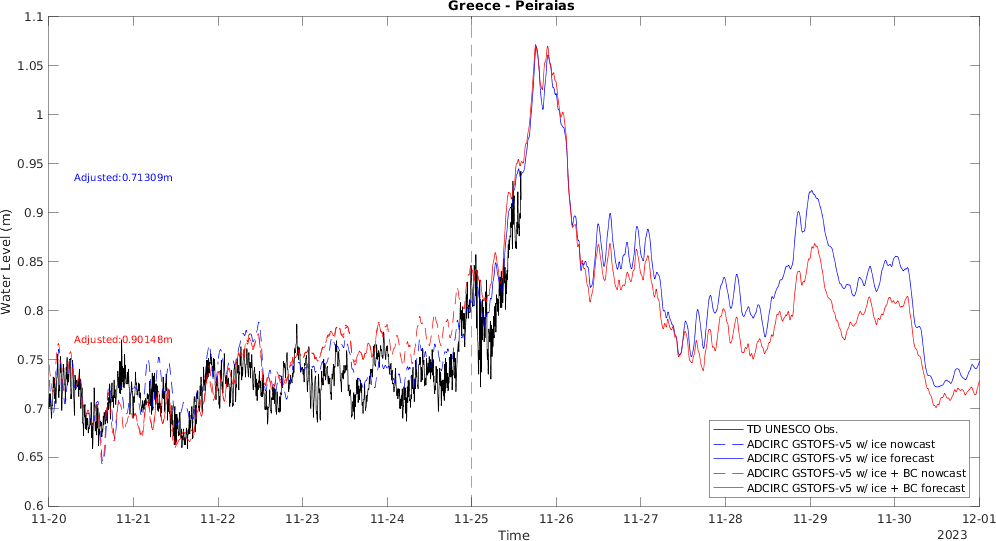 Greece - Peiraias
1.1
1.05
1
0.95
0.9
0.85
0.8
0.75
0.7
0.65
0.6
Water Level (m)
Adjusted:0.71309m
Adjusted:0.90148m
TD UNESCO Obs.
ADCIRC GSTOFS-v5 w/ ice nowcast
ADCIRC GSTOFS-v5 w/ ice forecast
ADCIRC GSTOFS-v5 w/ ice + BC nowcast
ADCIRC GSTOFS-v5 w/ ice + BC forecast
11-20 11-21 11-22 11-23 11-24 11-25 11-26 11-27 11-28 11-29 11-30 12-01
Time
2023